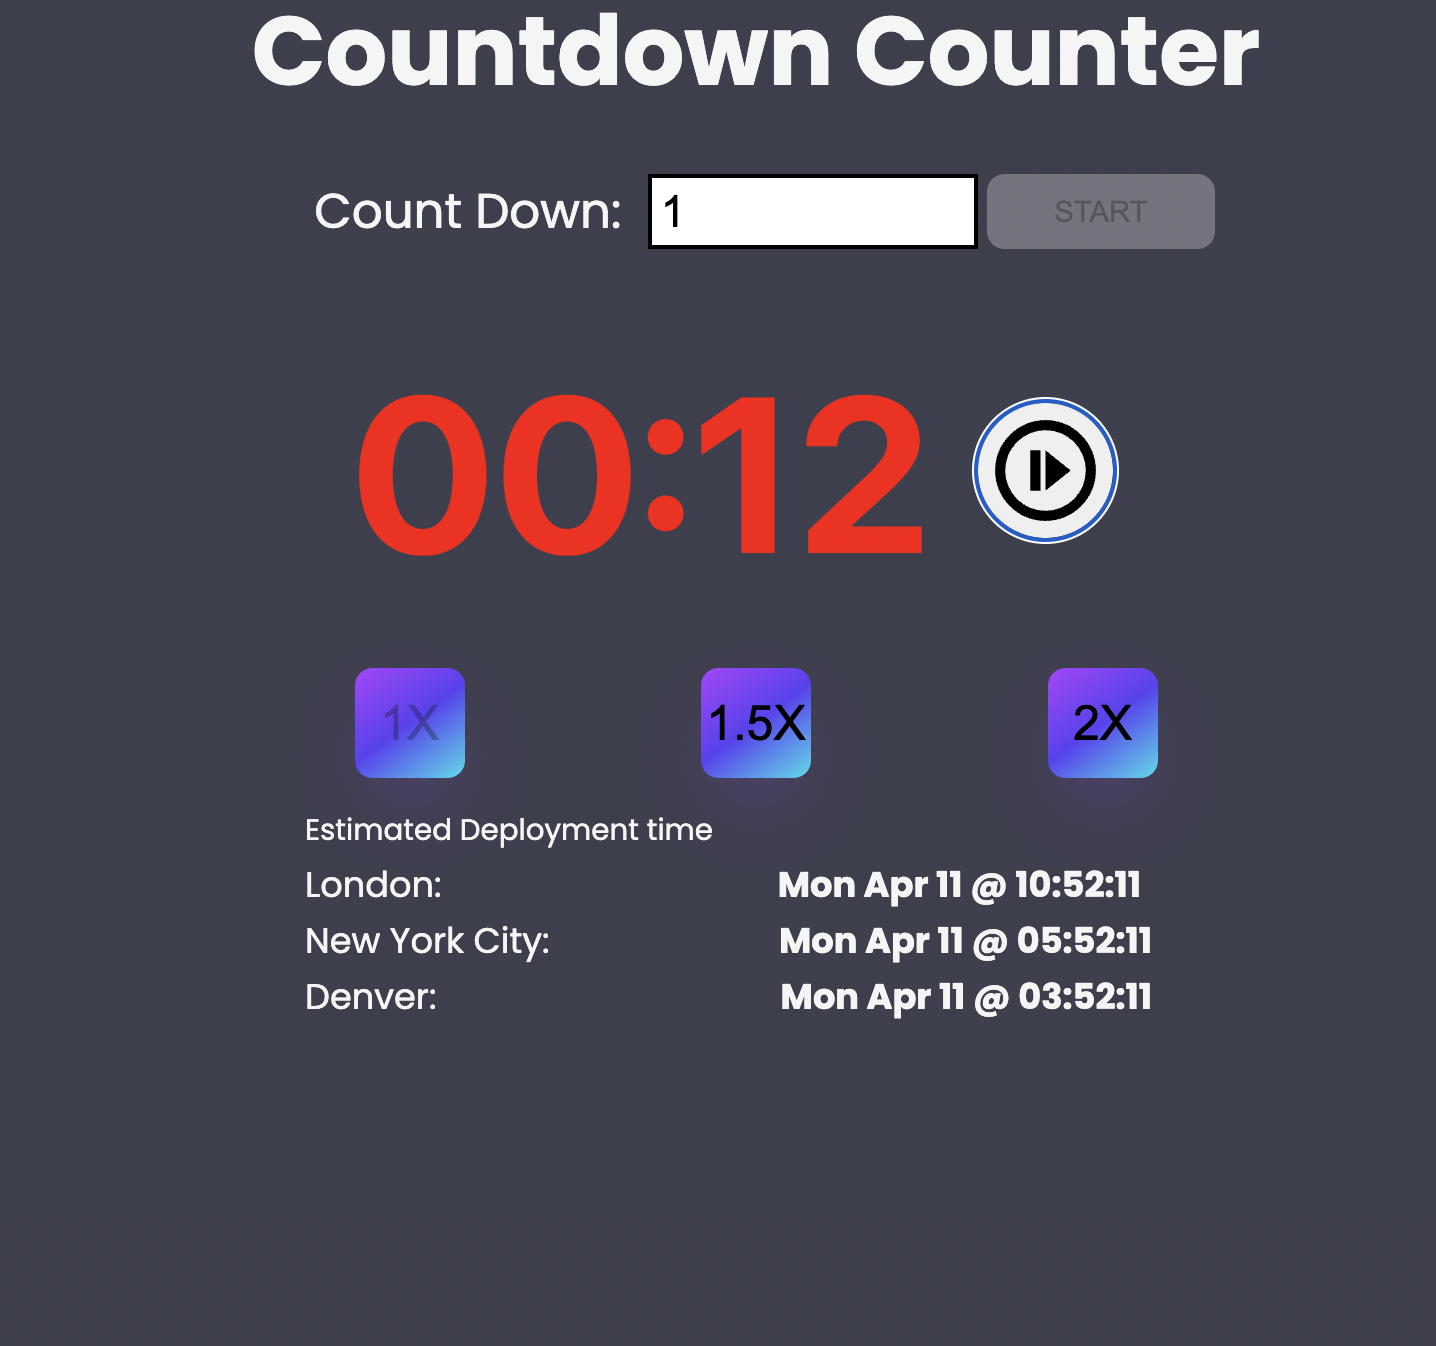 Countdown Counter
Count Down: 1 START
00:12
1X 1.5X 2X
Estimated Deployment time
London: Mon Apr 11 @ 10:52:11
New York City: Mon Apr 11 @ 05:52:11
Denver: Mon Apr 11 @ 03:52:11